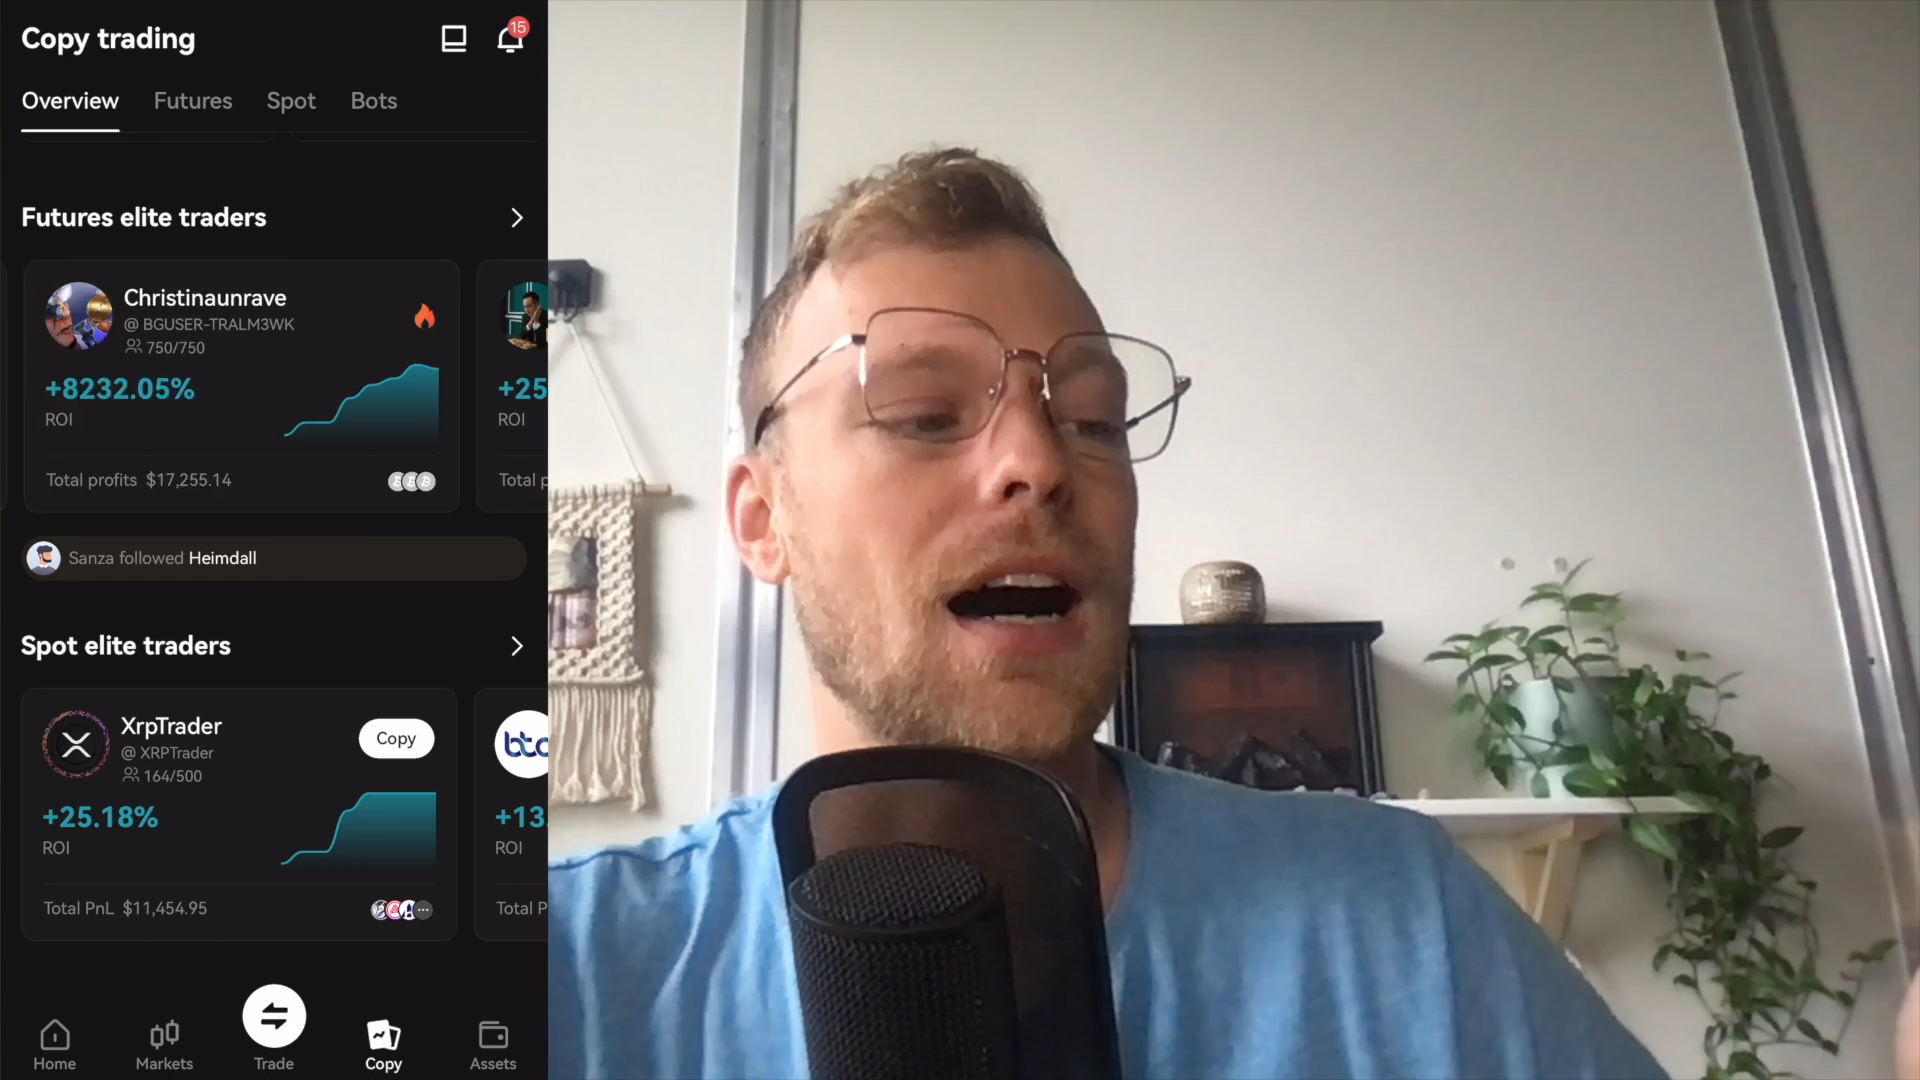 Copy trading
15
Overview Futures Spot Bots
Futures elite traders
Christinaunrave
@ BGUSER-TRALM3WK
750/750
+8232.05%
+25
ROI
ROI
Total profits $17,255.14
Total p
Sanza followed Heimdall
Spot elite traders
XrpTrader
Copy
@ XRPTrader
btc
164/500
+25.18%
+13.
ROI
ROI
Total PnL $11,454.95
Total P
Home Markets Trade Copy Assets